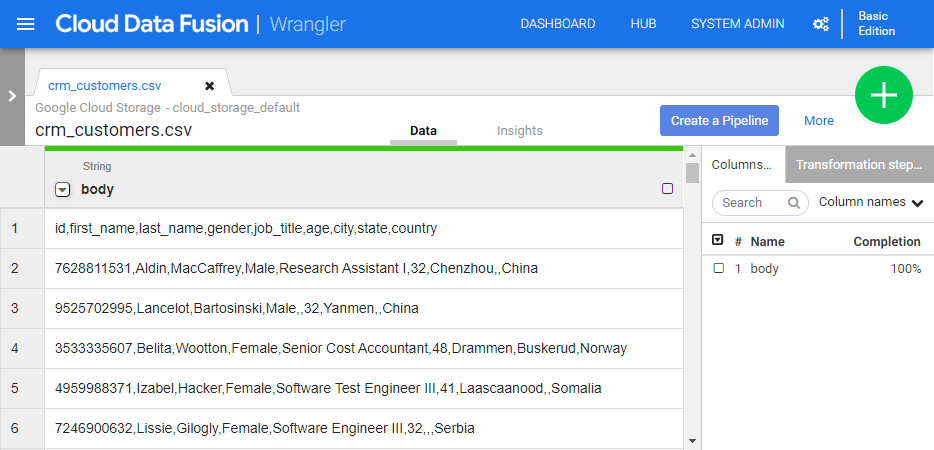 Cloud Data Fusion | Wrangler
DASHBOARD
HUB
SYSTEM ADMIN
Basic
Edition
crm_customers.csv
Google Cloud Storage - cloud_storage_default
crm_customers.csv
Data
Insights
Create a Pipeline
More
String
body
1 id,first_name,last_name,gender,job_title,age,city,state,country
2 7628811531,Aldin,MacCaffrey,Male,Research Assistant I,32,Chenzhou,,China
3 9525702995,Lancelot,Bartosinski,Male,,32,Yanmen,,China
4 3533335607,Belita,Wootton,Female,Senior Cost Accountant,48,Drammen,Buskerud,Norway
5 4959988371,Izabel,Hacker,Female,Software Test Engineer III,41,Laascaanood,,Somalia
6 7246900632,Lissie,Gilogly,Female,Software Engineer III,32,,,Serbia
Columns...
Transformation step...
Search
Column names
# Name Completion
1 body 100%